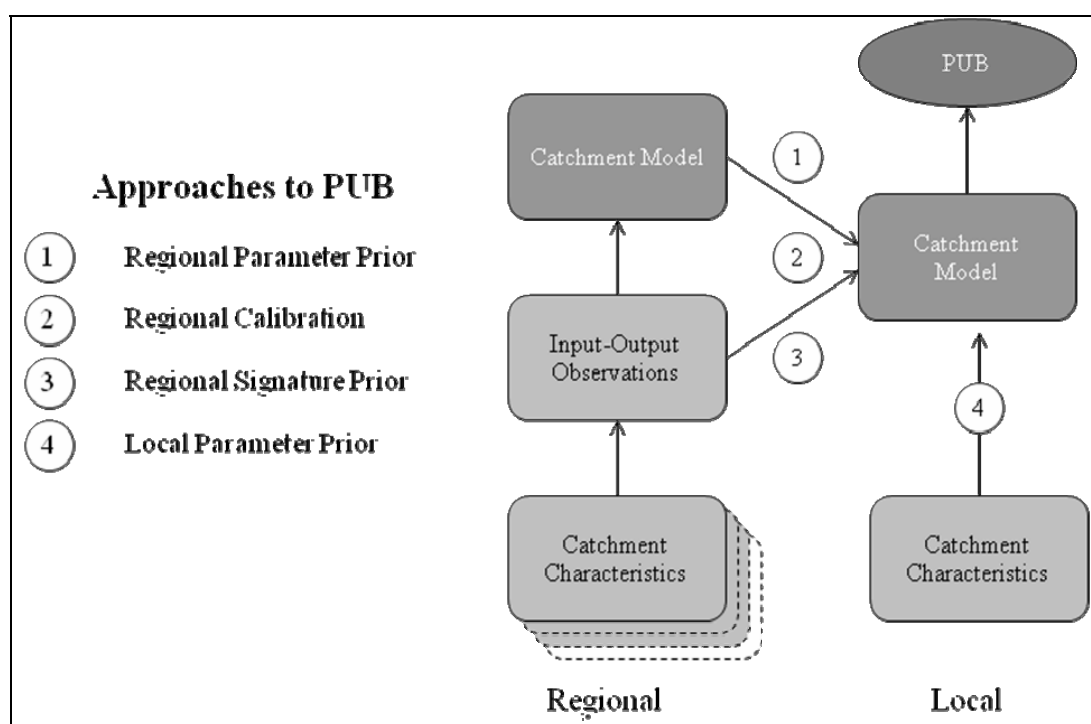 Approaches to PUB
1 Regional Parameter Prior
2 Regional Calibration
3 Regional Signature Prior
4 Local Parameter Prior
PUB
Catchment Model
1
2
3
Catchment
Model
Input-Output
Observations
4
Catchment
Characteristics
Catchment
Characteristics
Regional
Local